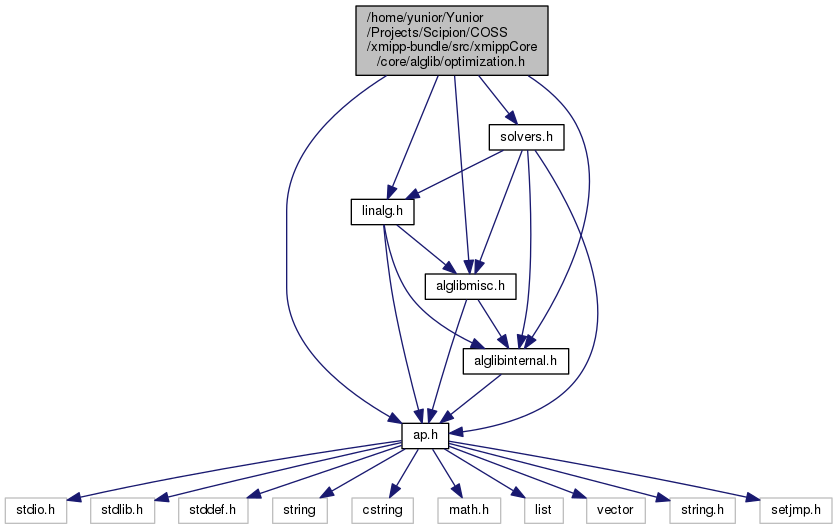 /home/yunior/Yunior
/Projects/Scipion/COSS
/xmipp-bundle/src/xmippCore
/core/alglib/optimization.h
solvers.h
linalg.h
alglibmisc.h
alglibinternal.h
ap.h
stdio.h
stdlib.h
stddef.h
string
cstring
math.h
list
vector
string.h
setjmp.h